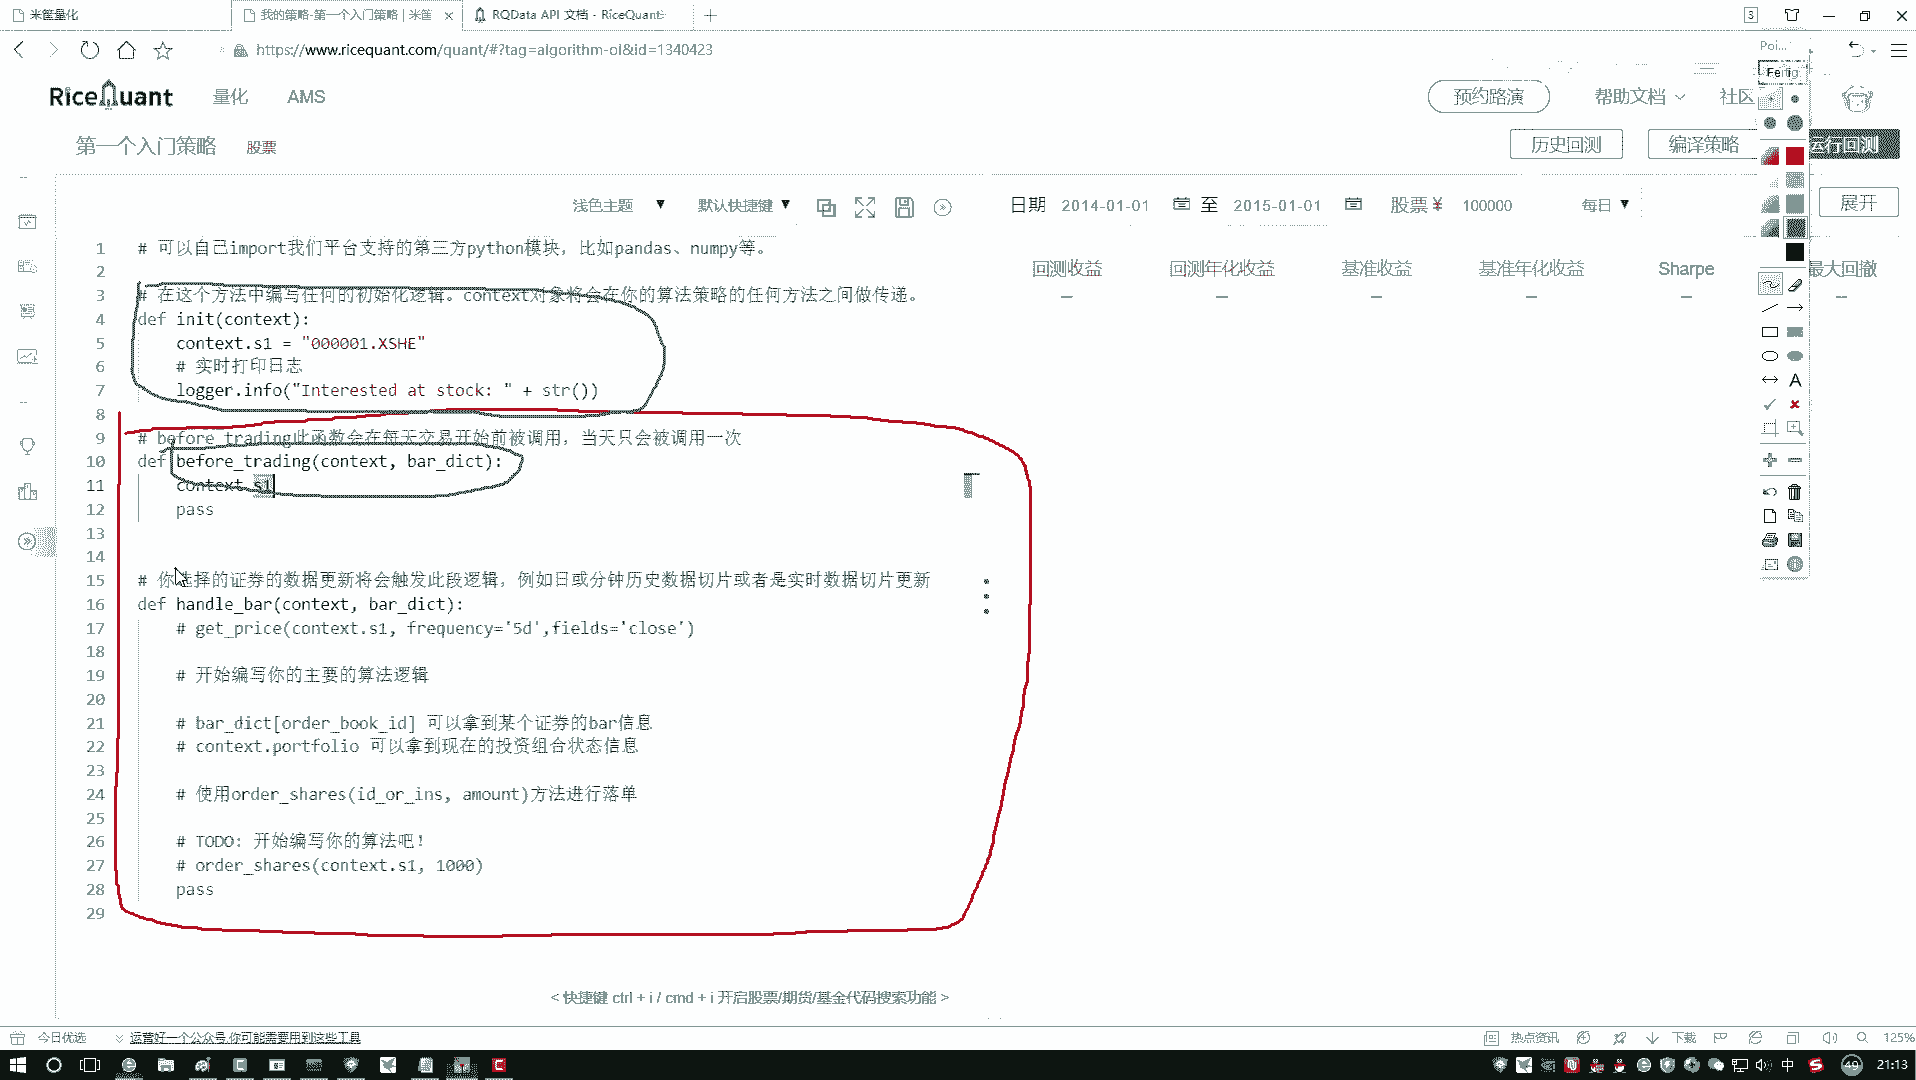 米筐量化
我的策略-第一个入门策略 | 米筐
RQData API 文档 - RiceQuant
https://www.ricequant.com/quant/#?tag=algorithm-ol&id=1340423
Poi...
Fertig
RiceQuant
量化
AMS
预约路演
帮助文档
社区
第一个入门策略
股票
历史回测
编译策略
运行回测
浅色主题
默认快捷键
日期 2014-01-01 至 2015-01-01 股票 ¥ 100000 每日
展开
回测收益 回测年化收益 基准收益 基准年化收益 Sharpe 最大回撤
1 # 可以自己import我们平台支持的第三方python模块，比如pandas、numpy等。
2
3 # 在这个方法中编写任何的初始化逻辑。context对象将会在你的算法策略的任何方法之间做传递。
4 def init(context):
5 context.s1 = "000001.XSHE"
6 # 实时打印日志
7 logger.info("Interested at stock: " + str())
8
9 # before_trading此函数会在每天交易开始前被调用，当天只会被调用一次
10 def before_trading(context, bar_dict):
11 context.s1
12 pass
13
14
15 # 你选择的证券的数据更新将会触发此段逻辑，例如日或分钟历史数据切片或者是实时数据切片更新
16 def handle_bar(context, bar_dict):
17 # get_price(context.s1, frequency='5d',fields='close')
18
19 # 开始编写你的主要的算法逻辑
20
21 # bar_dict[order_book_id] 可以拿到某个证券的bar信息
22 # context.portfolio 可以拿到现在的投资组合状态信息
23
24 # 使用order_shares(id_or_ins, amount)方法进行落单
25
26 # TODO: 开始编写你的算法吧！
27 # order_shares(context.s1, 1000)
28 pass
29
< 快捷键 ctrl + i / cmd + i 开启股票/期货/基金代码搜索功能 >
今日优选
运营好一个公众号,你可能需要用到这些工具
热点资讯
下载
125%
中
49
21:13